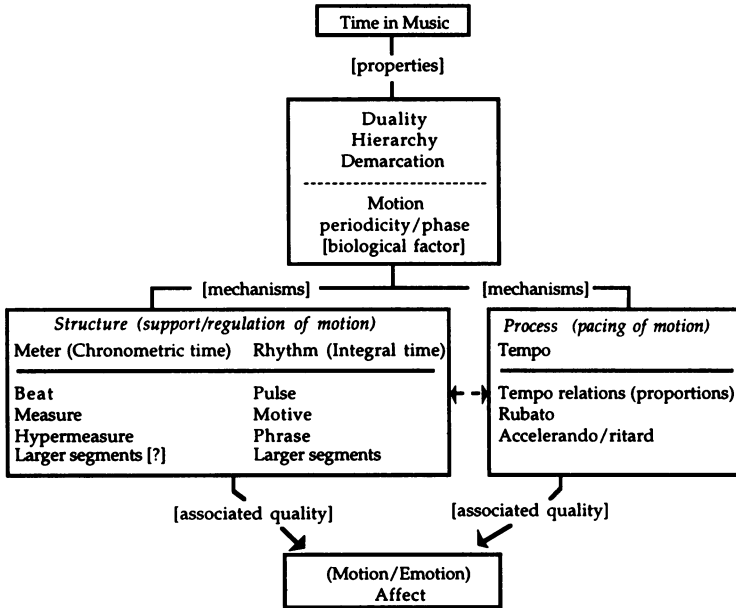 Time in Music
[properties]
Duality
Hierarchy
Demarcation
Motion
periodicity/phase
[biological factor]
[mechanisms]
[mechanisms]
Structure (support/regulation of motion)
Meter (Chronometric time) Rhythm (Integral time)
Beat Pulse
Measure Motive
Hypermeasure Phrase
Larger segments [?] Larger segments
Process (pacing of motion)
Tempo
Tempo relations (proportions)
Rubato
Accelerando/ritard
[associated quality]
[associated quality]
(Motion/Emotion)
Affect